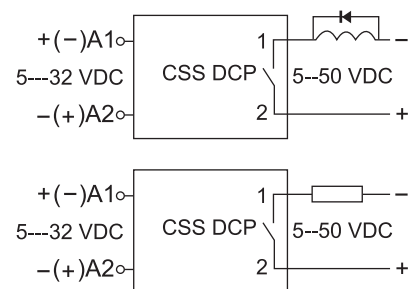 +(−)A1 1 −
5---32 VDC CSS DCP 5--50 VDC
−(+)A2 2 +
+(−)A1 1 −
5---32 VDC CSS DCP 5--50 VDC
−(+)A2 2 +